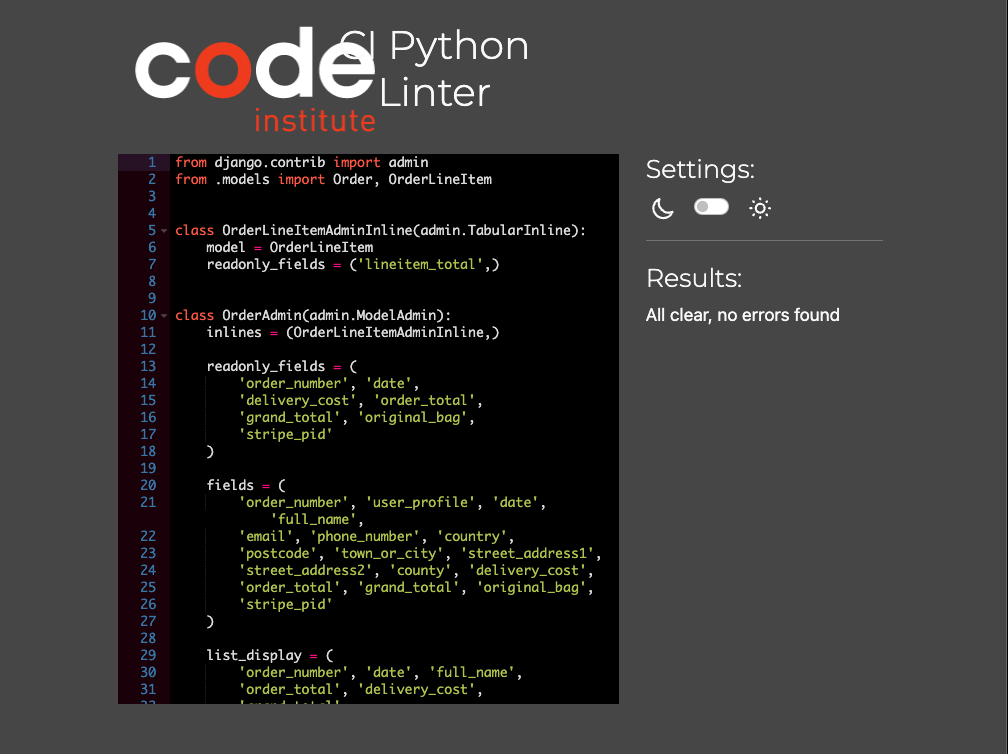 code
institute
CI Python
Linter
1 from django.contrib import admin
2 from .models import Order, OrderLineItem
3
4
5 class OrderLineItemAdminInline(admin.TabularInline):
6     model = OrderLineItem
7     readonly_fields = ('lineitem_total',)
8
9
10 class OrderAdmin(admin.ModelAdmin):
11     inlines = (OrderLineItemAdminInline,)
12
13     readonly_fields = (
14         'order_number', 'date',
15         'delivery_cost', 'order_total',
16         'grand_total', 'original_bag',
17         'stripe_pid'
18     )
19
20     fields = (
21         'order_number', 'user_profile', 'date',
            'full_name',
22         'email', 'phone_number', 'country',
23         'postcode', 'town_or_city', 'street_address1',
24         'street_address2', 'county', 'delivery_cost',
25         'order_total', 'grand_total', 'original_bag',
26         'stripe_pid'
27     )
28
29     list_display = (
30         'order_number', 'date', 'full_name',
31         'order_total', 'delivery_cost',
Settings:
Results:
All clear, no errors found